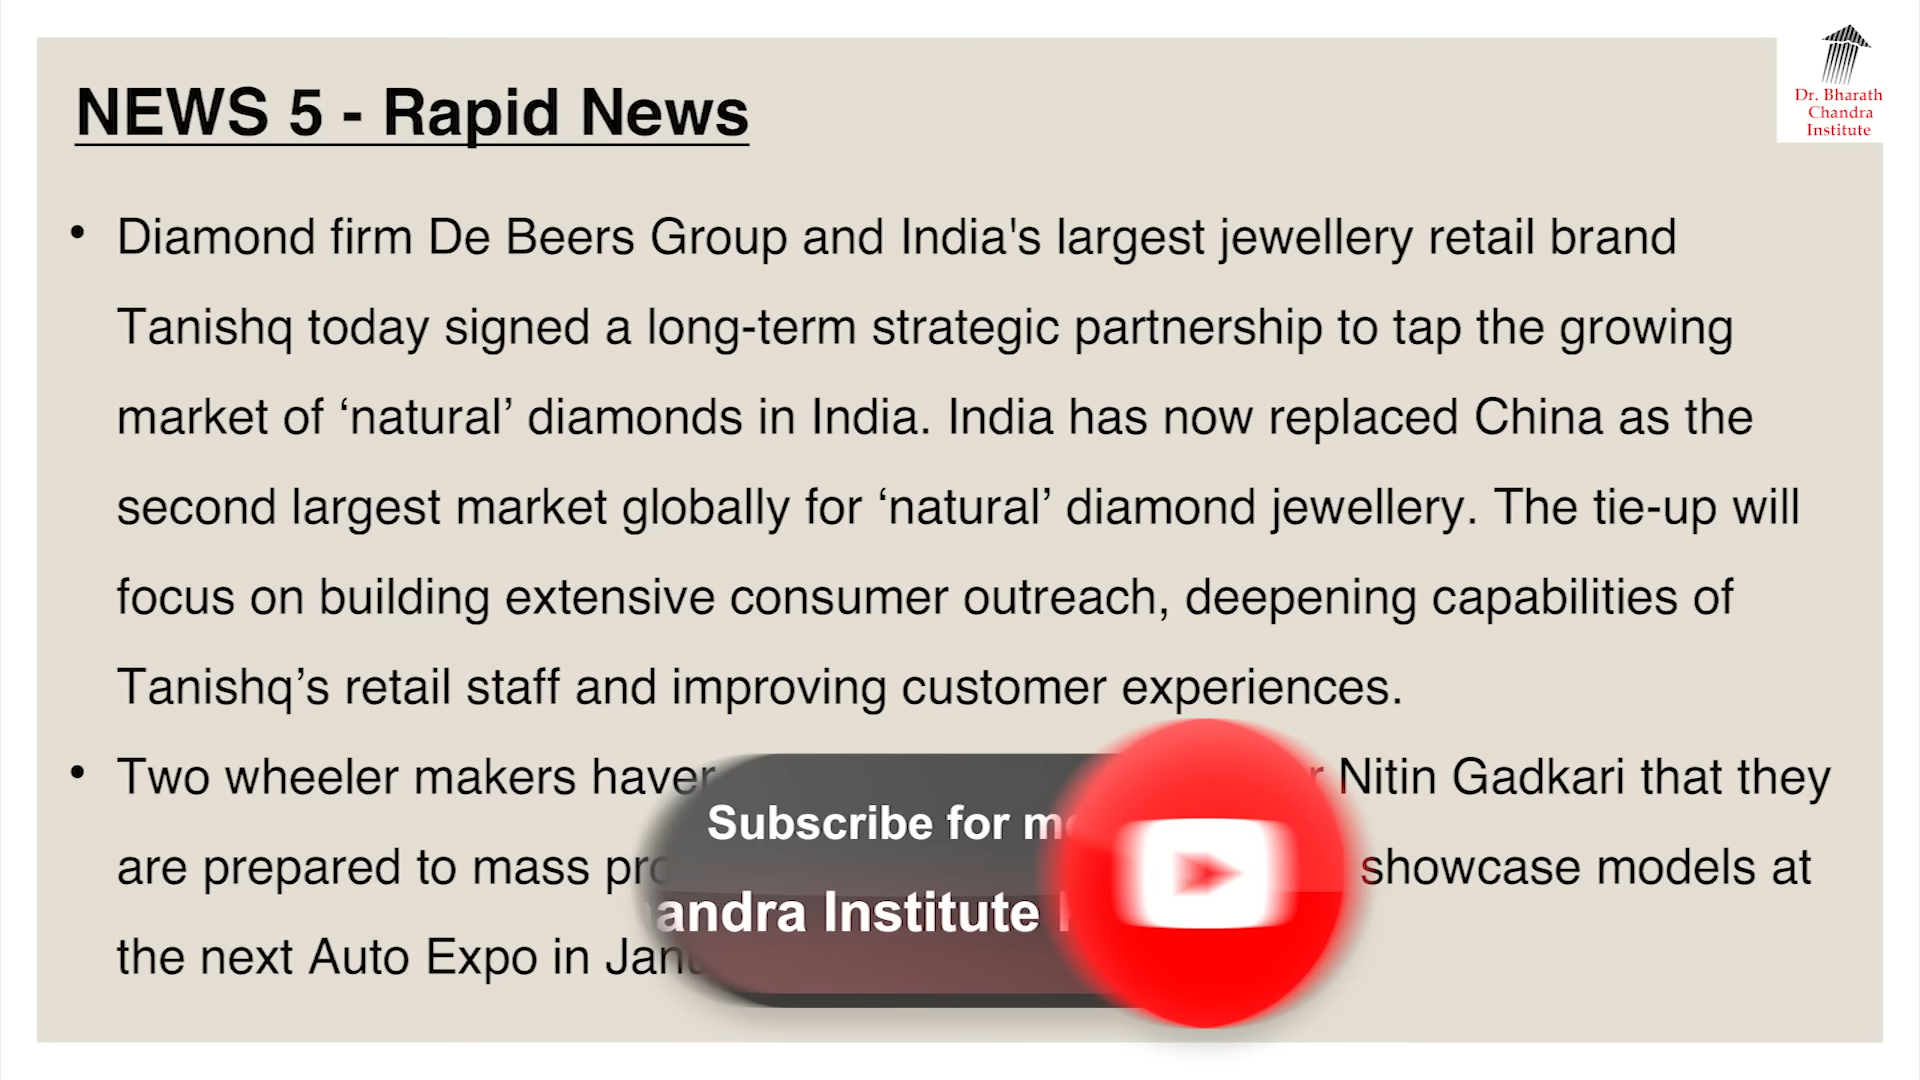 NEWS 5 - Rapid News
Dr. Bharath
Chandra
Institute
• Diamond firm De Beers Group and India's largest jewellery retail brand
Tanishq today signed a long-term strategic partnership to tap the growing
market of ‘natural’ diamonds in India. India has now replaced China as the
second largest market globally for ‘natural’ diamond jewellery. The tie-up will
focus on building extensive consumer outreach, deepening capabilities of
Tanishq’s retail staff and improving customer experiences.
• Two wheeler makers haver Nitin Gadkari that they
are prepared to mass showcase models at
the next Auto Expo in
Subscribe for
andra Institute